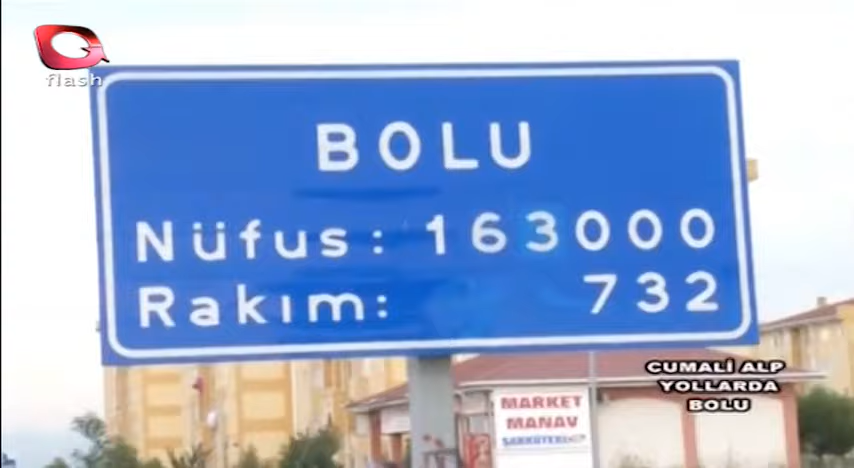 flash
BOLU
Nüfus: 163000
Rakım: 732
CUMALİ ALP
YOLLARDA
BOLU
MARKET
MANAV